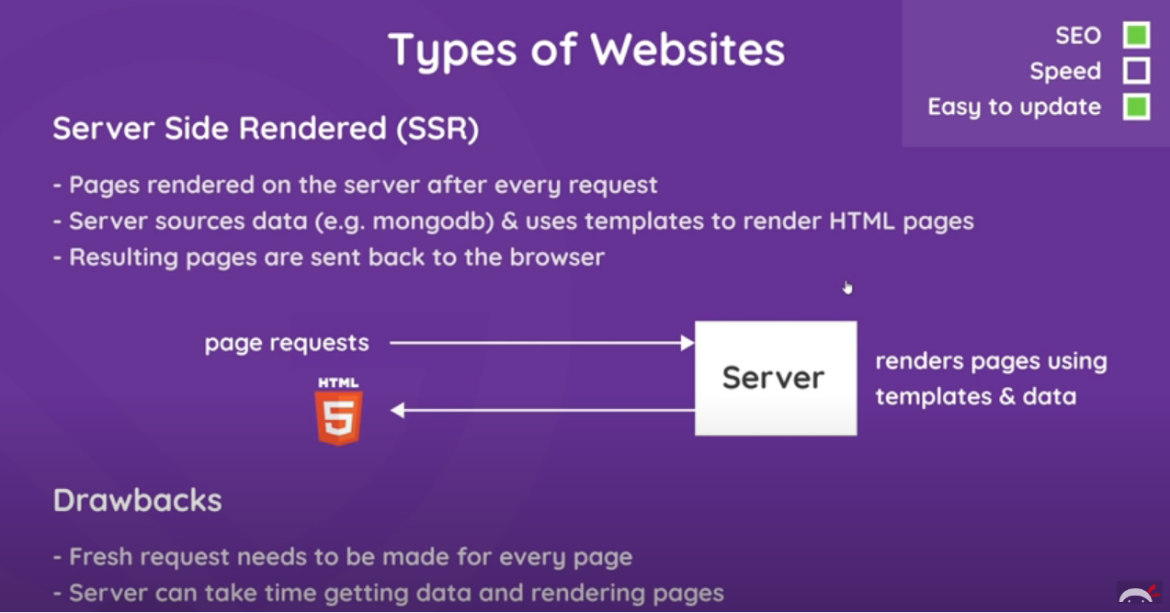 Types of Websites
SEO
Speed
Easy to update
Server Side Rendered (SSR)
- Pages rendered on the server after every request
- Server sources data (e.g. mongodb) & uses templates to render HTML pages
- Resulting pages are sent back to the browser
page requests
HTML
5
Server
renders pages using
templates & data
Drawbacks
- Fresh request needs to be made for every page
- Server can take time getting data and rendering pages